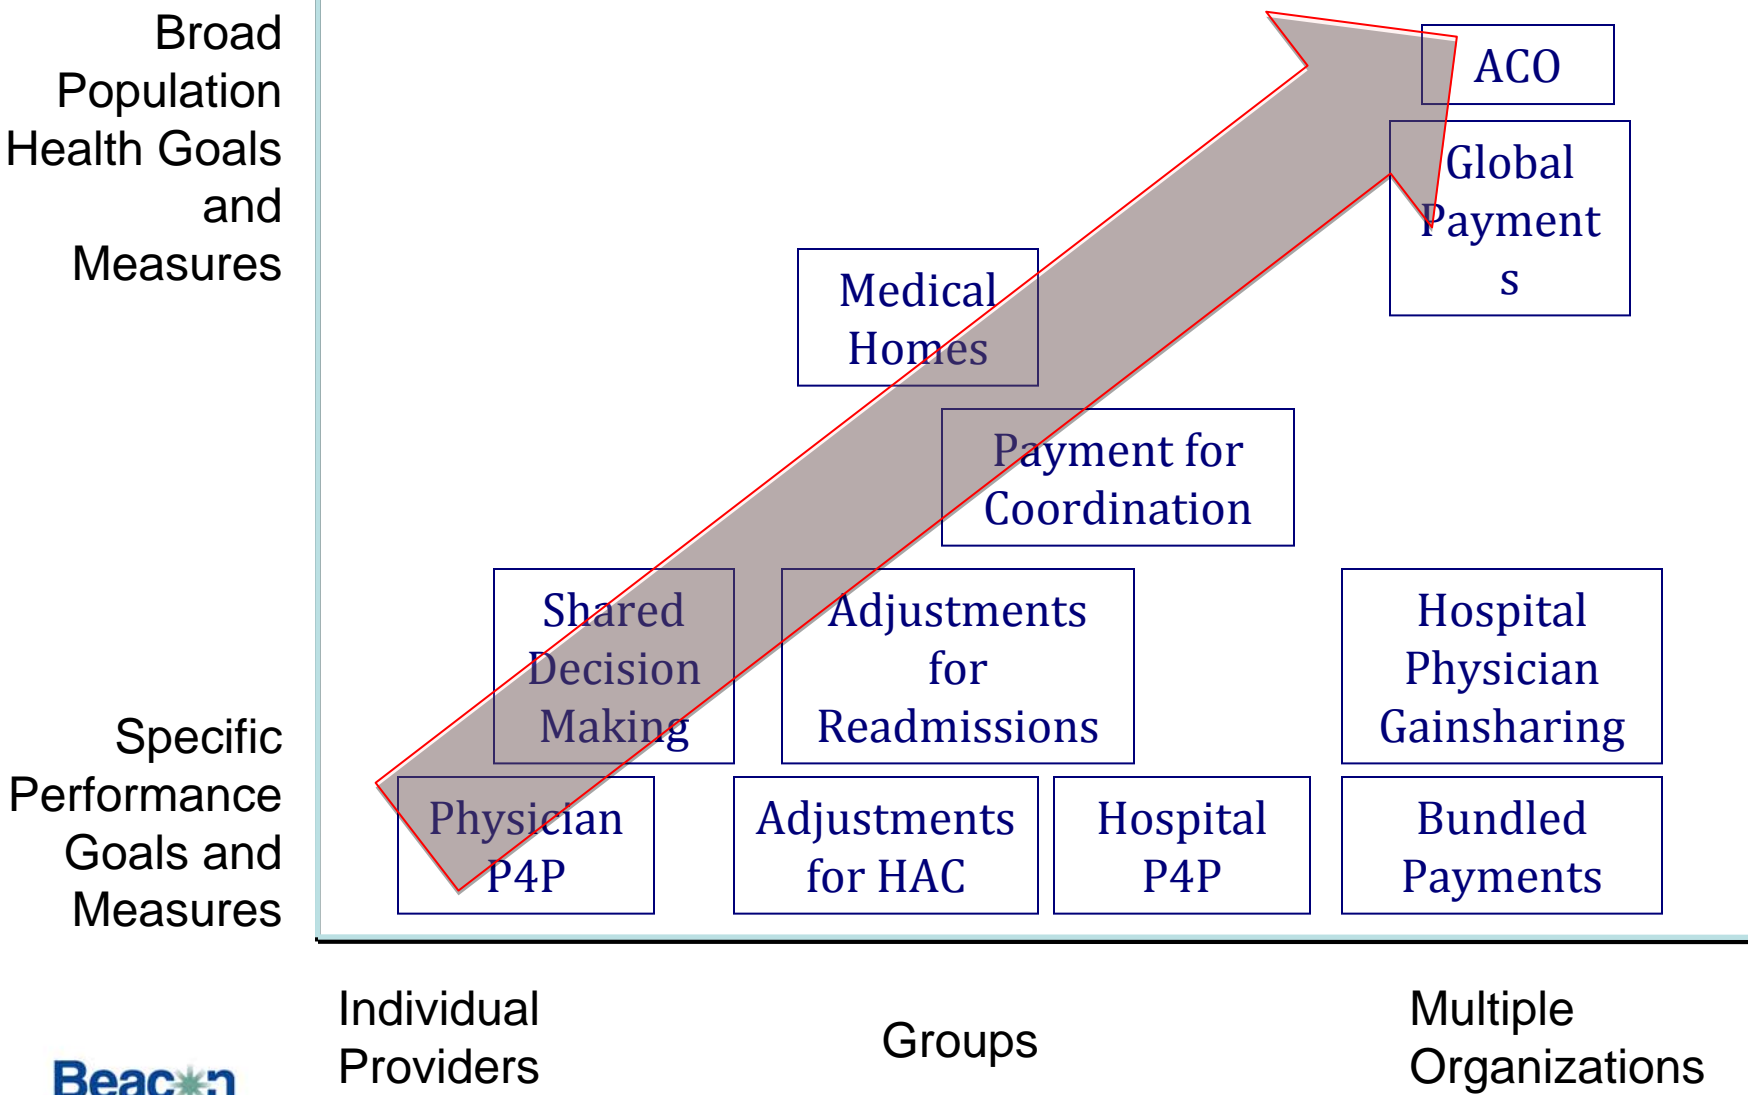 Broad
Population
Health Goals
and
Measures
Specific
Performance
Goals and
Measures
ACO
Global
Payment
s
Medical
Homes
Payment for
Coordination
Shared
Decision
Making
Adjustments
for
Readmissions
Hospital
Physician
Gainsharing
Physician
P4P
Adjustments
for HAC
Hospital
P4P
Bundled
Payments
Individual
Providers
Groups
Multiple
Organizations
Beacon